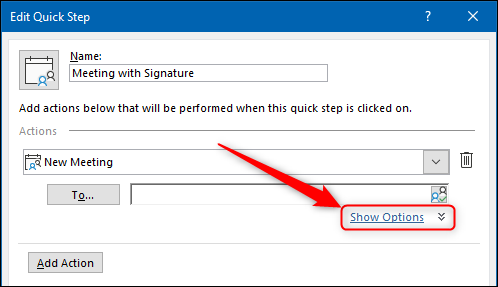 Edit Quick Step
?
Name:
Meeting with Signature
Add actions below that will be performed when this quick step is clicked on.
Actions
New Meeting
To...
Show Options
Add Action